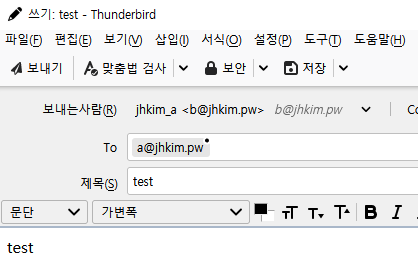 쓰기: test - Thunderbird
파일(F) 편집(E) 보기(V) 삽입(I) 서식(O) 설정(P) 도구(T) 도움말(H)
보내기 맞춤법 검사 보안 저장
보내는사람(R) jhkim_a <b@jhkim.pw> b@jhkim.pw Cc
To a@jhkim.pw
제목(S) test
문단 가변폭 T T T B I
test